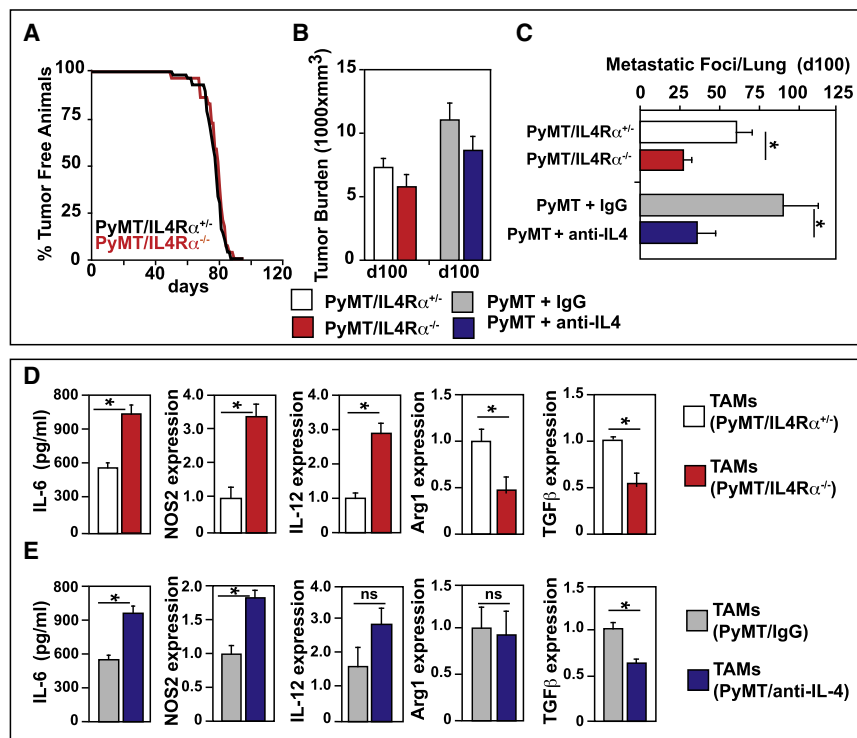 A
% Tumor Free Animals
100
75
50
25
0
PyMT/IL4Rα+/-
PyMT/IL4Rα-/-
0 40 80 120
days
B
Tumor Burden (1000xmm3)
15
10
5
0
d100 d100
PyMT/IL4Rα+/-
PyMT/IL4Rα-/-
PyMT + IgG
PyMT + anti-IL4
C
Metastatic Foci/Lung (d100)
0 25 50 75 100 125
PyMT/IL4Rα+/-
PyMT/IL4Rα-/-
*
PyMT + IgG
PyMT + anti-IL4
*
D
IL-6 (pg/ml)
800
900
600
300
0
*
NOS2 expression
4.0
3.0
2.0
1.0
0
*
IL-12 expression
4.0
3.0
2.0
1.0
0
*
Arg1 expression
1.5
1.0
0.5
0
*
TGFβ expression
1.5
1.0
0.5
0
*
TAMs
(PyMT/IL4Rα+/-)
TAMs
(PyMT/IL4Rα-/-)
E
IL-6 (pg/ml)
800
900
600
300
0
*
NOS2 expression
2.0
1.5
1.0
0.5
0
*
IL-12 expression
4.0
3.0
2.0
1.0
0
ns
Arg1 expression
1.5
1.0
0.5
0
ns
TGFβ expression
1.5
1.0
0.5
0
*
TAMs
(PyMT/IgG)
TAMs
(PyMT/anti-IL-4)